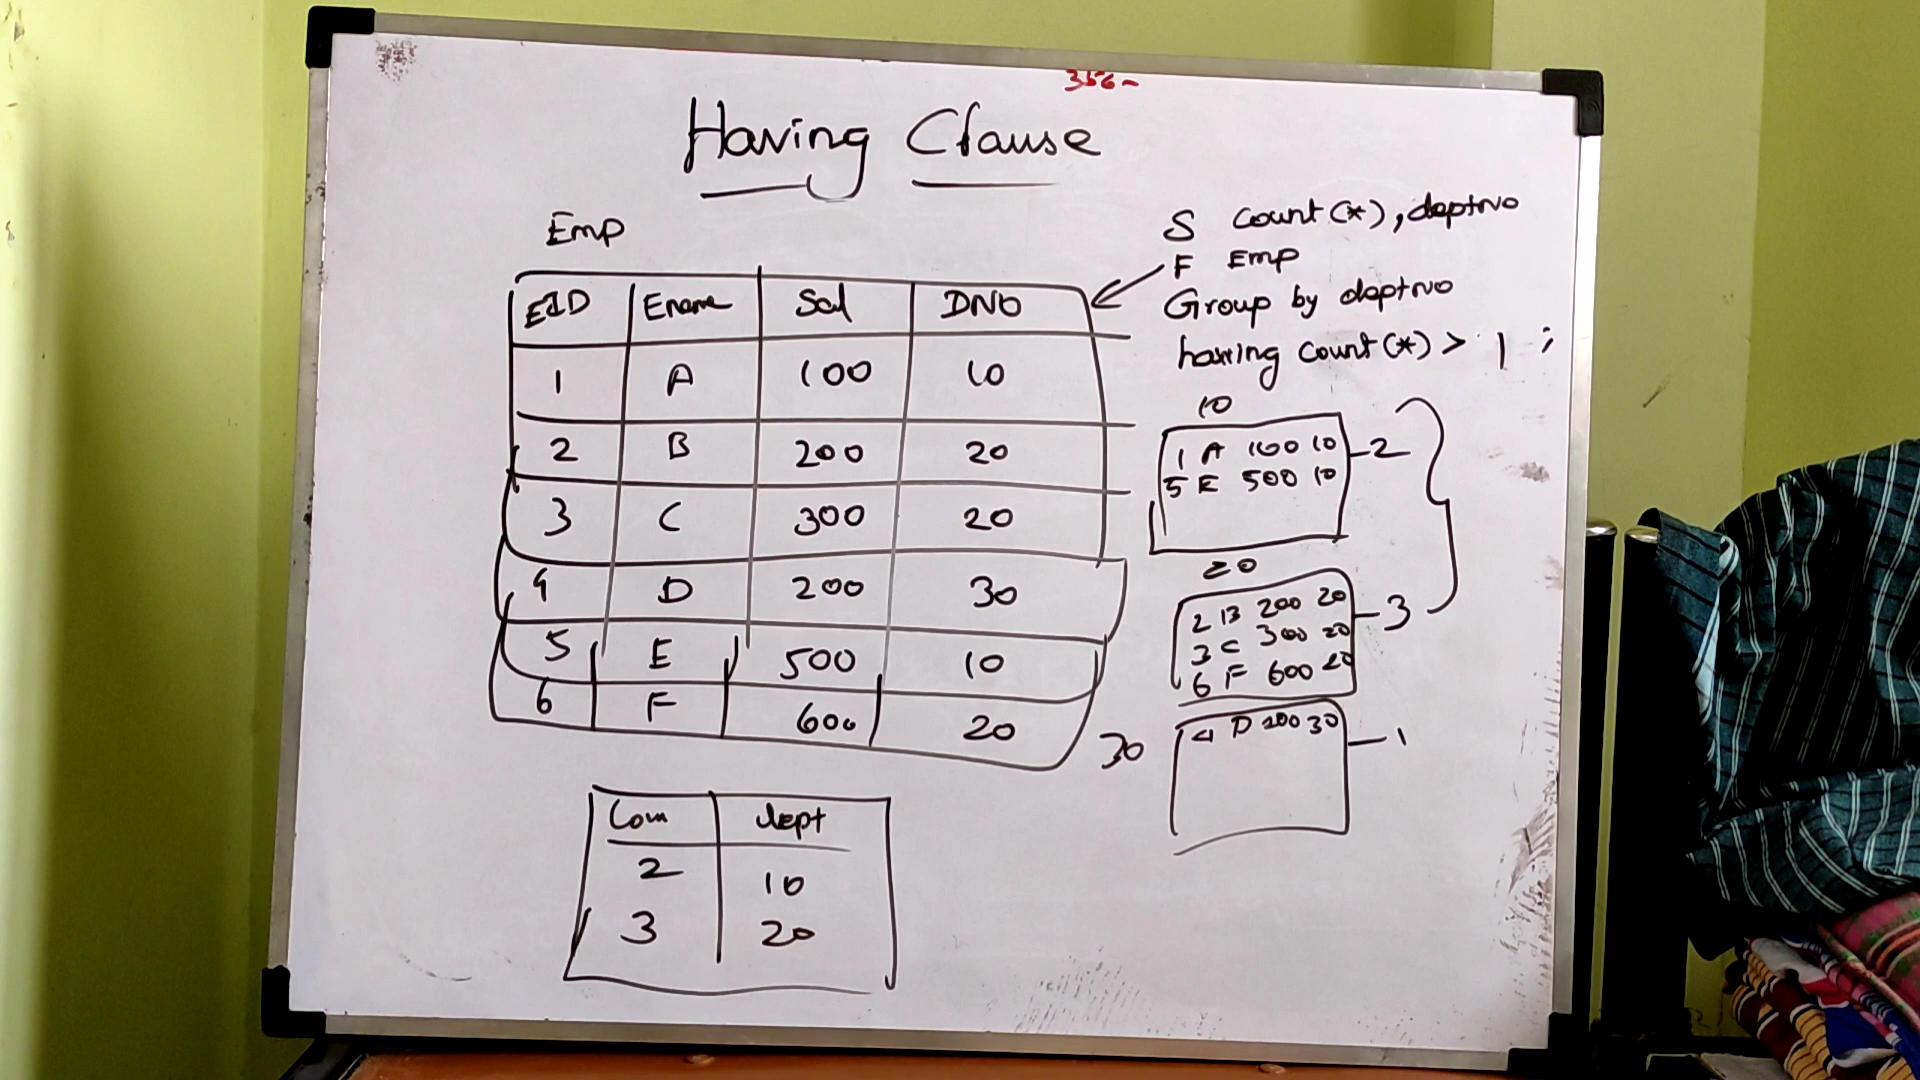 356~
Having Clause
Emp
EID Ename Sal DNO
1 A 100 10
2 B 200 20
3 C 300 20
4 D 200 30
5 E 500 10
6 F 600 20
S count(*), deptno
F Emp
Group by deptno
having count(*) > 1 ;
10
1 A 100 10 - 2
5 E 500 10
20
2 B 200 20
3 C 300 20 - 3
6 F 600 20
30
4 D 200 30 - 1
Cou dept
2 10
3 20